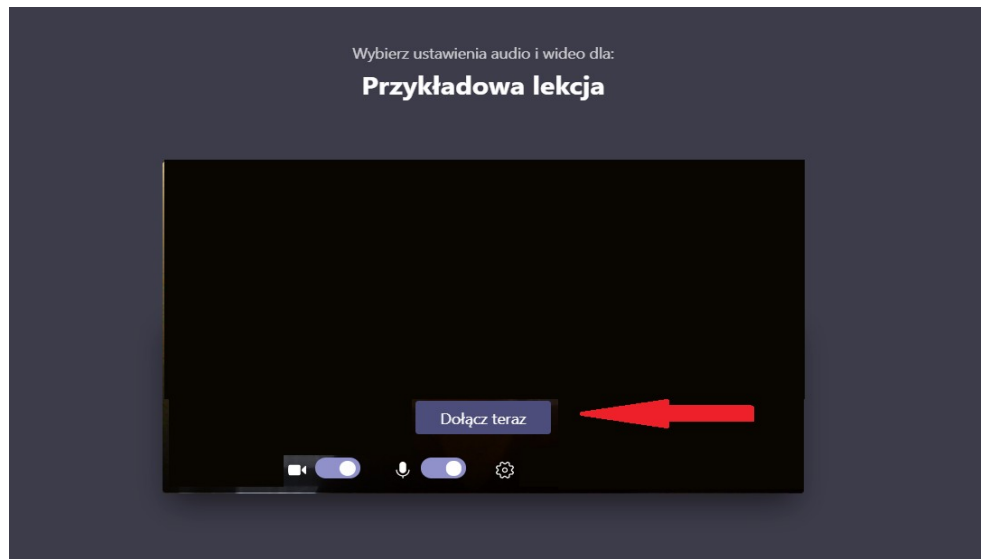 Wybierz ustawienia audio i wideo dla:
Przykładowa lekcja
Dołącz teraz